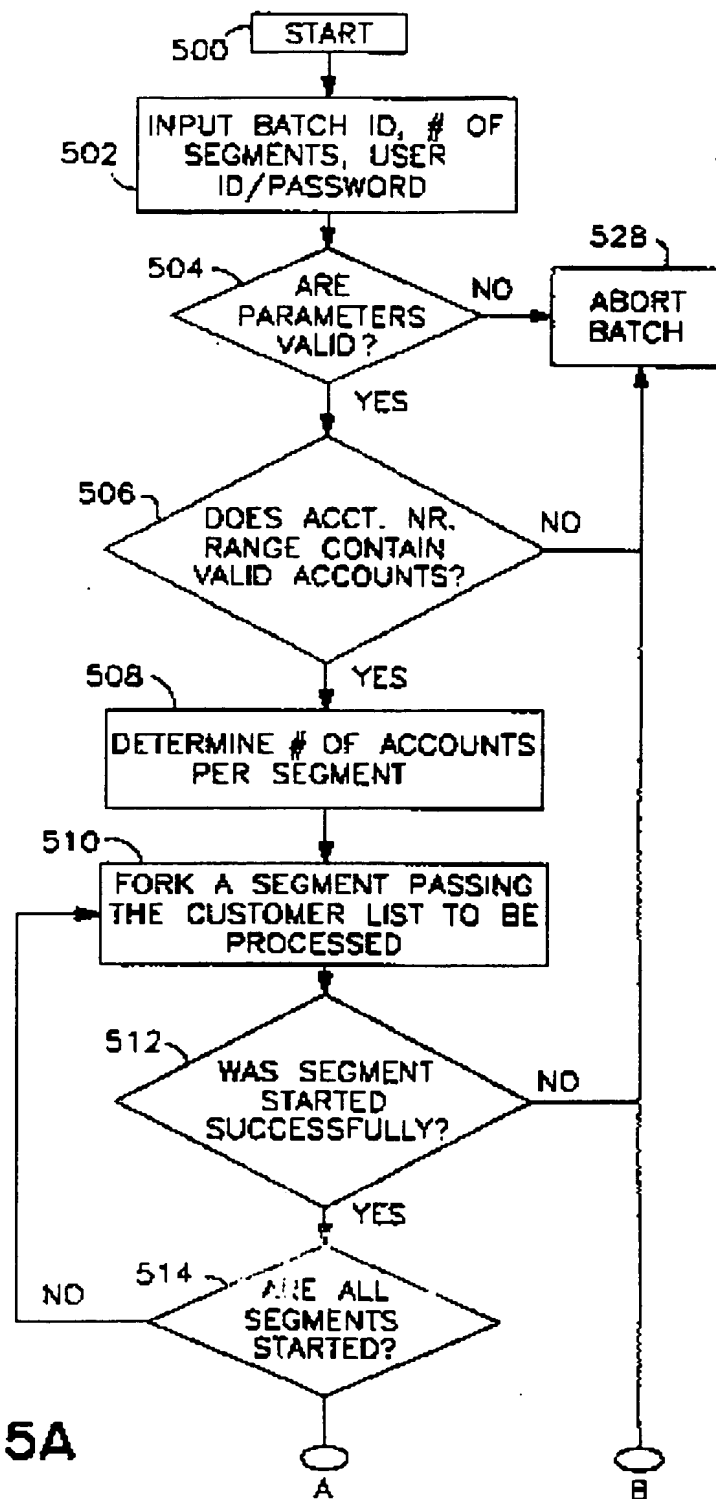 500
START
502
INPUT BATCH ID, # OF
SEGMENTS, USER
ID/PASSWORD
504
ARE
PARAMETERS
VALID?
NO
528
ABORT
BATCH
YES
506
DOES ACCT. NR.
RANGE CONTAIN
VALID ACCOUNTS?
NO
YES
508
DETERMINE # OF ACCOUNTS
PER SEGMENT
510
FORK A SEGMENT PASSING
THE CUSTOMER LIST TO BE
PROCESSED
512
WAS SEGMENT
STARTED
SUCCESSFULLY?
NO
YES
514
NO
ARE ALL
SEGMENTS
STARTED?
5A
A
B